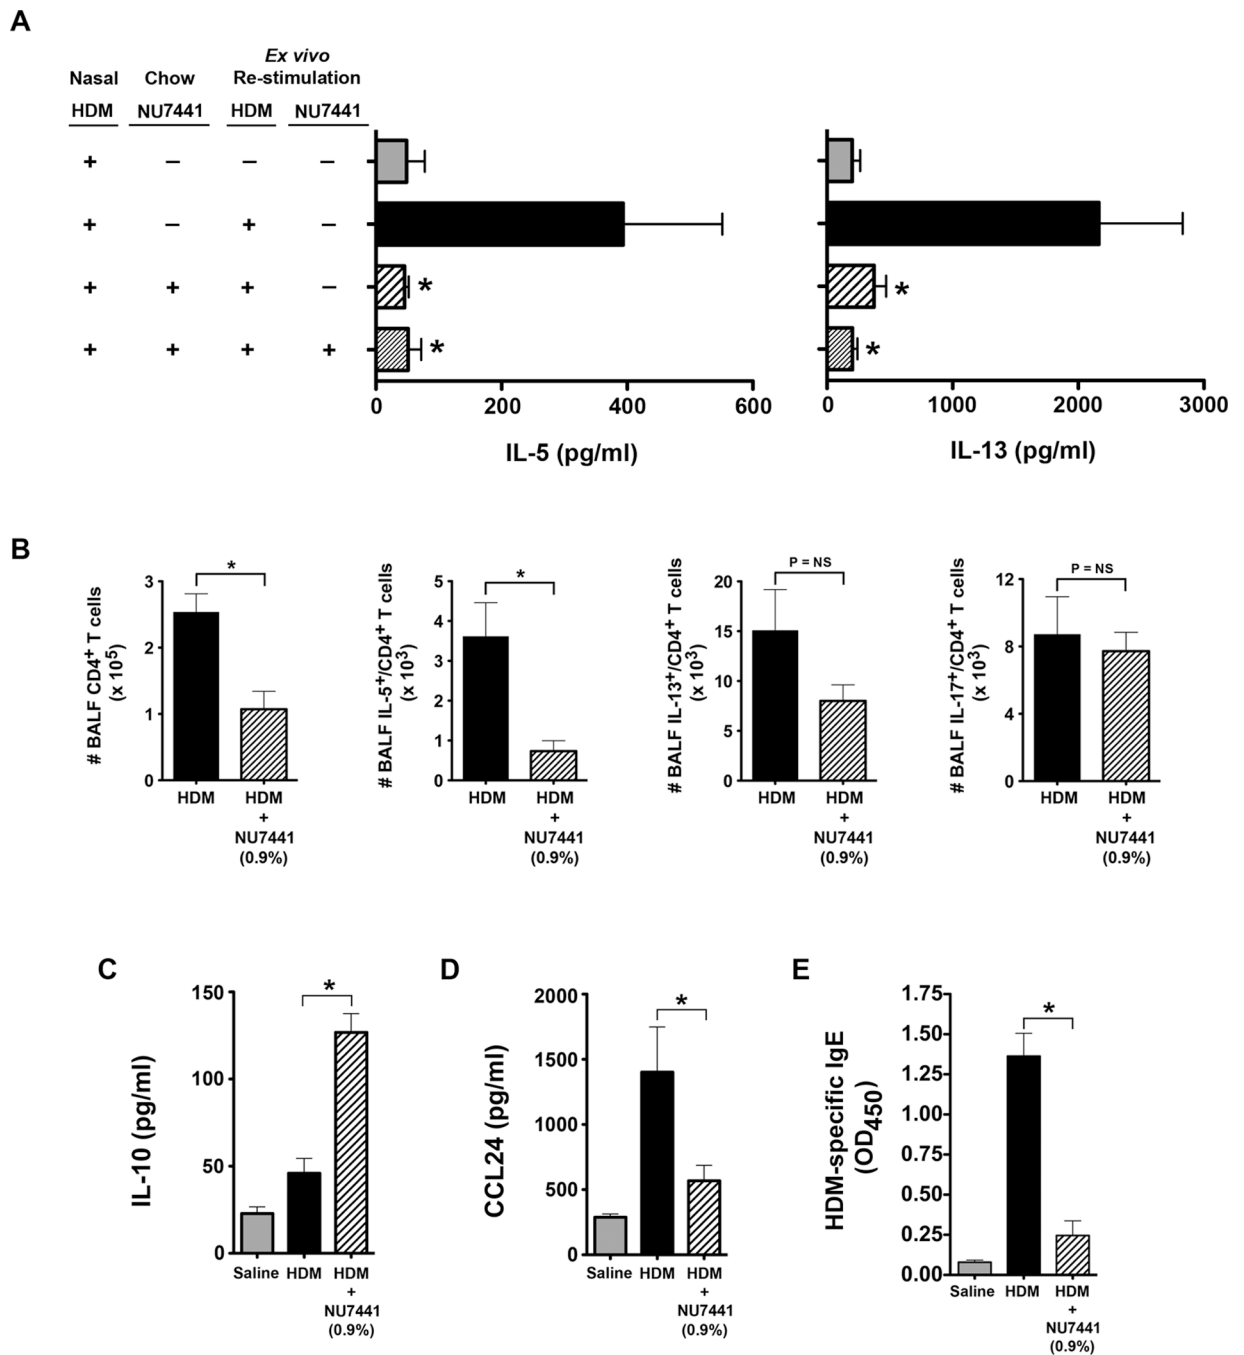 A
Ex vivo
Nasal Chow Re-stimulation
HDM NU7441 HDM NU7441
+ – – –
+ – + –
+ + + – * *
+ + + + * *
0 200 400 600 0 1000 2000 3000
IL-5 (pg/ml) IL-13 (pg/ml)
B
# BALF CD4+ T cells
(x 105)
3
2
1
0
*
HDM HDM
+
NU7441
(0.9%)
# BALF IL-5+/CD4+ T cells
(x 103)
5
4
3
2
1
0
*
HDM HDM
+
NU7441
(0.9%)
# BALF IL-13+/CD4+ T cells
(x 103)
20
15
10
5
0
P = NS
HDM HDM
+
NU7441
(0.9%)
# BALF IL-17+/CD4+ T cells
(x 103)
12
8
4
0
P = NS
HDM HDM
+
NU7441
(0.9%)
C
IL-10 (pg/ml)
150
100
50
0
*
Saline HDM HDM
+
NU7441
(0.9%)
D
CCL24 (pg/ml)
2000
1500
1000
500
0
*
Saline HDM HDM
+
NU7441
(0.9%)
E
HDM-specific IgE
(OD450)
1.75
1.50
1.25
1.00
0.75
0.50
0.25
0.00
*
Saline HDM HDM
+
NU7441
(0.9%)